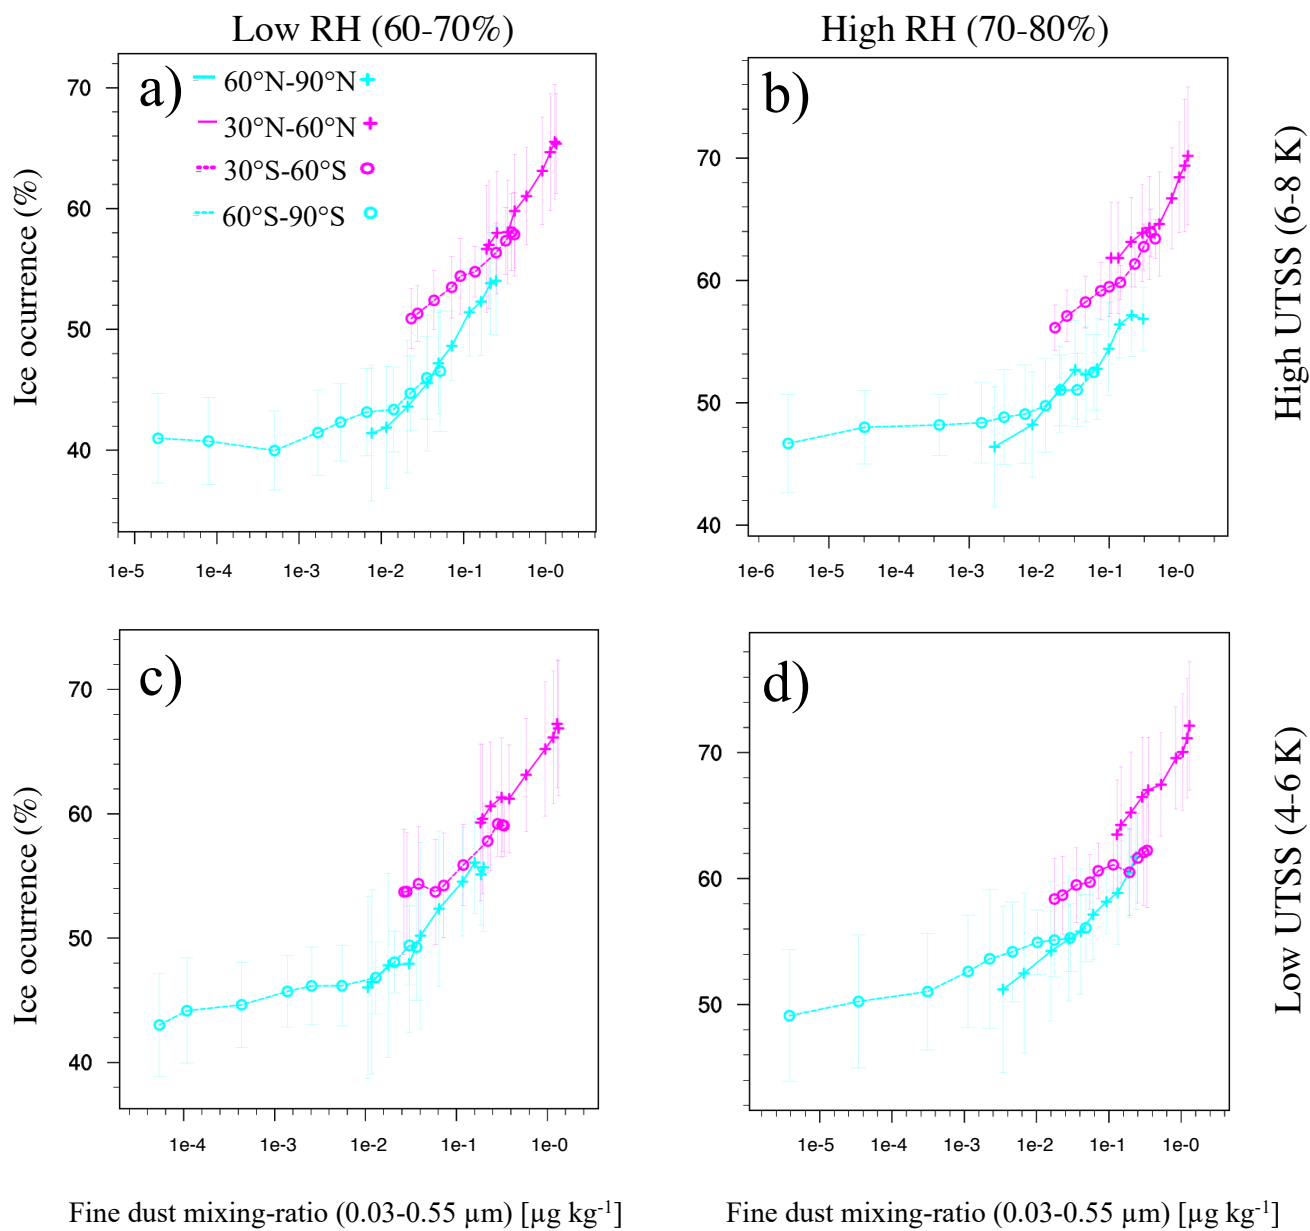 Low RH (60-70%)
High RH (70-80%)
a)
60°N-90°N
30°N-60°N
30°S-60°S
60°S-90°S
70
60
50
40
Ice ocurrence (%)
1e-5 1e-4 1e-3 1e-2 1e-1 1e-0
b)
70
60
50
40
1e-6 1e-5 1e-4 1e-3 1e-2 1e-1 1e-0
High UTSS (6-8 K)
c)
70
60
50
40
Ice ocurrence (%)
1e-4 1e-3 1e-2 1e-1 1e-0
Fine dust mixing-ratio (0.03-0.55 µm) [µg kg⁻¹]
d)
70
60
50
1e-5 1e-4 1e-3 1e-2 1e-1 1e-0
Fine dust mixing-ratio (0.03-0.55 µm) [µg kg⁻¹]
Low UTSS (4-6 K)